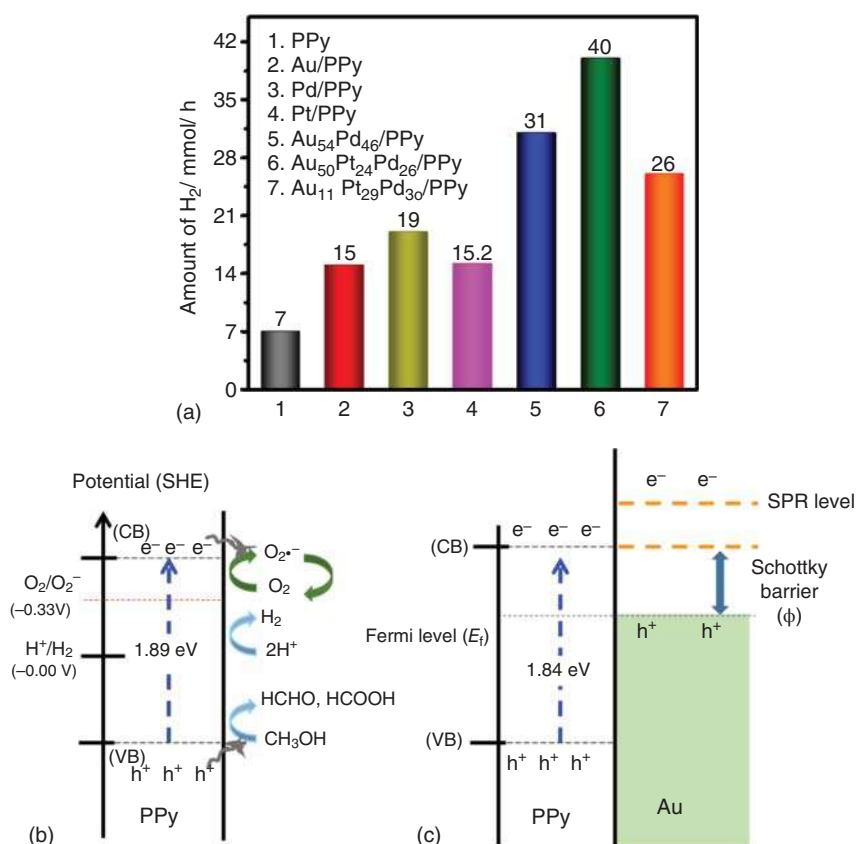 42
35
28
21
14
7
0
Amount of H₂/ mmol/ h
1. PPy
2. Au/PPy
3. Pd/PPy
4. Pt/PPy
5. Au₅₄Pd₄₆/PPy
6. Au₅₀Pt₂₄Pd₂₆/PPy
7. Au₁₁ Pt₂₉Pd₃ₒ/PPy
7
15
19
15.2
31
40
26
1 2 3 4 5 6 7
(a)
Potential (SHE)
(CB)
e⁻ e⁻ e⁻
O₂•⁻
O₂
O₂/O₂⁻
(−0.33V)
H₂
H⁺/H₂
(−0.00 V)
1.89 eV
2H⁺
HCHO, HCOOH
CH₃OH
(VB)
h⁺ h⁺ h⁺
PPy
(b)
e⁻ e⁻
SPR level
e⁻ e⁻ e⁻
(CB)
Schottky
barrier
(ϕ)
Fermi level (Ef)
h⁺ h⁺
1.84 eV
(VB)
h⁺ h⁺ h⁺
PPy
Au
(c)